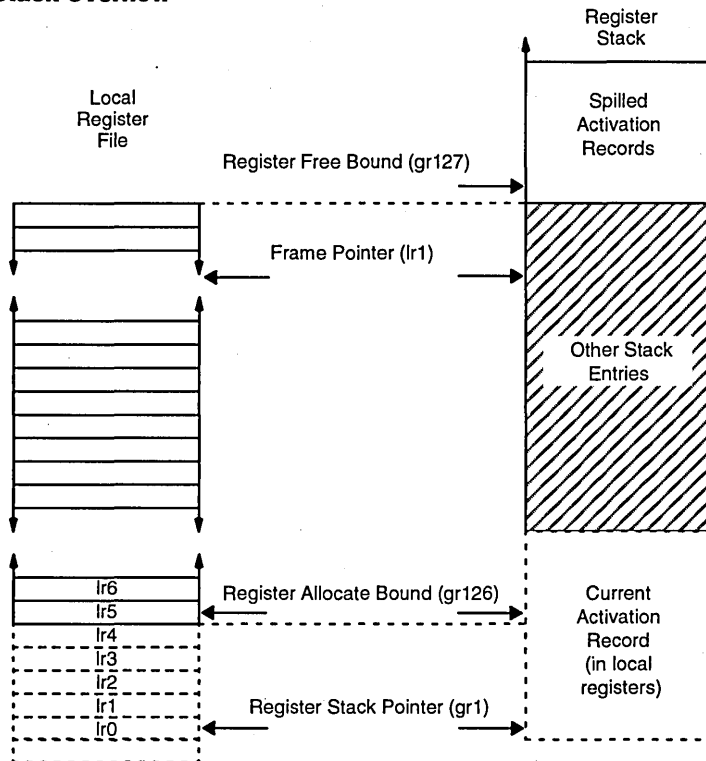 Stack Overflow
Register
Stack
Local
Register
File
Spilled
Activation
Records
Register Free Bound (gr127)
Frame Pointer (lr1)
Other Stack
Entries
lr6
lr5
lr4
lr3
lr2
lr1
lr0
Register Allocate Bound (gr126)
Current
Activation
Record
(in local
registers)
Register Stack Pointer (gr1)